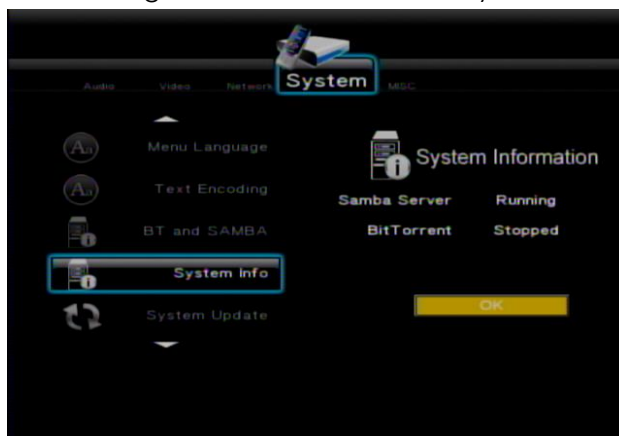 Audio Video Network System MISC
Menu Language
Text Encoding
BT and SAMBA
System Info
System Update
System Information
Samba Server Running
BitTorrent Stopped
OK